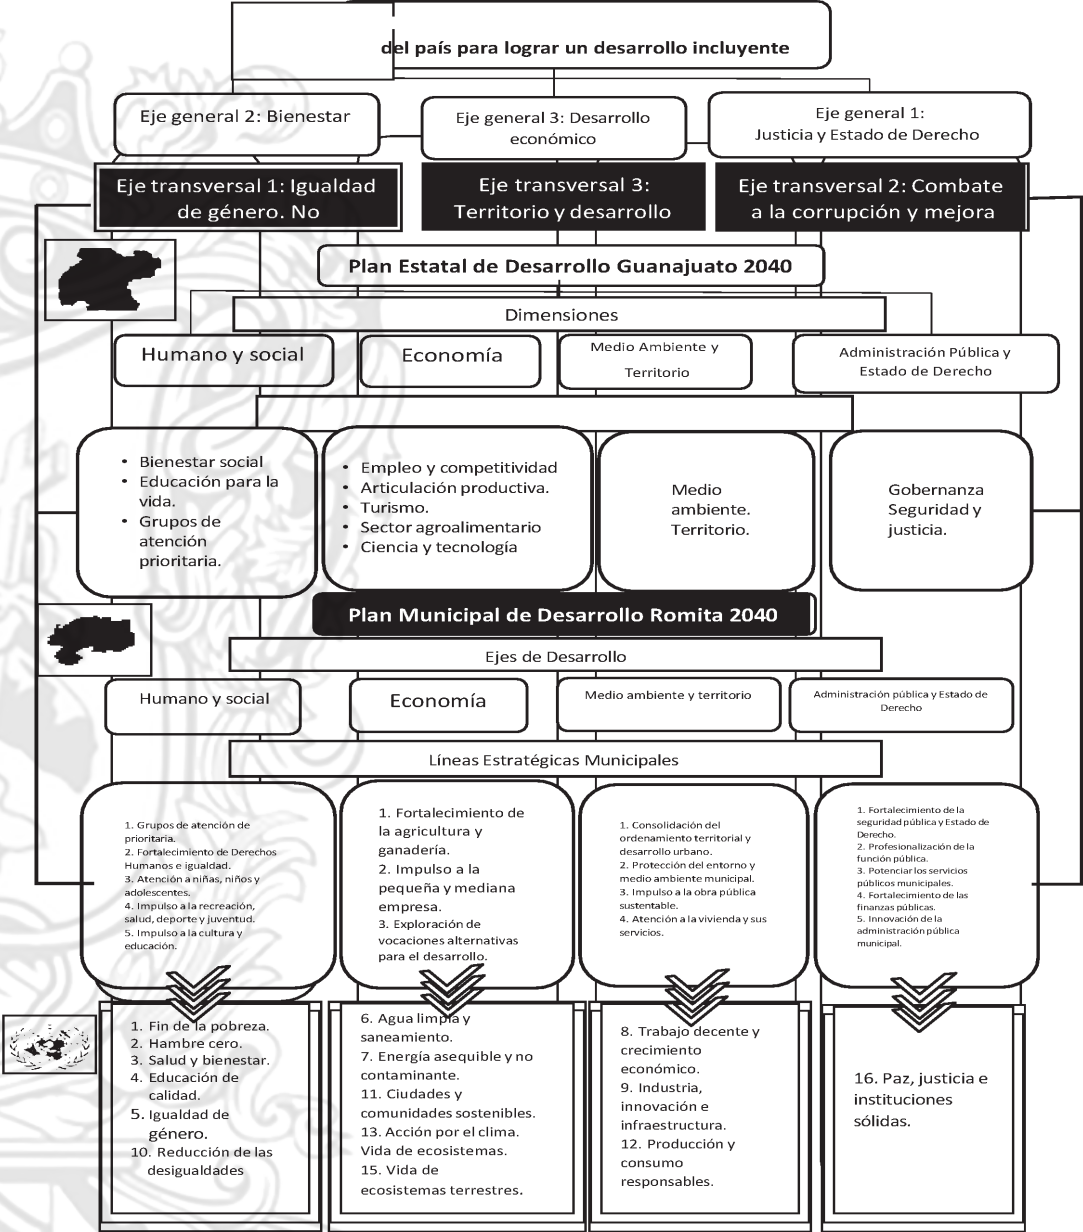 del país para lograr un desarrollo incluyente
Eje general 2: Bienestar
Eje general 3: Desarrollo
económico
Eje general 1:
Justicia y Estado de Derecho
Eje transversal 1: Igualdad
de género. No
Eje transversal 3:
Territorio y desarrollo
Eje transversal 2: Combate
a la corrupción y mejora
Plan Estatal de Desarrollo Guanajuato 2040
Dimensiones
Humano y social
Economía
Medio Ambiente y
Territorio
Administración Pública y
Estado de Derecho
• Bienestar social
• Educación para la
vida.
• Grupos de
atención
prioritaria.
• Empleo y competitividad
• Articulación productiva.
• Turismo.
• Sector agroalimentario
• Ciencia y tecnología
Medio
ambiente.
Territorio.
Gobernanza
Seguridad y
justicia.
Plan Municipal de Desarrollo Romita 2040
Ejes de Desarrollo
Humano y social
Economía
Medio ambiente y territorio
Administración pública y Estado de
Derecho
Líneas Estratégicas Municipales
1. Grupos de atención de
prioritaria.
2. Fortalecimiento de Derechos
Humanos e igualdad.
3. Atención a niñas, niños y
adolescentes.
4. Impulso a la recreación,
salud, deporte y juventud.
5. Impulso a la cultura y
educación.
1. Fortalecimiento de
la agricultura y
ganadería.
2. Impulso a la
pequeña y mediana
empresa.
3. Exploración de
vocaciones alternativas
para el desarrollo.
1. Consolidación del
ordenamiento territorial y
desarrollo urbano.
2. Protección del entorno y
medio ambiente municipal.
3. Impulso a la obra pública
sustentable.
4. Atención a la vivienda y sus
servicios.
1. Fortalecimiento de la
seguridad pública y Estado de
Derecho.
2. Profesionalización de la
función pública.
3. Potenciar los servicios
públicos municipales.
4. Fortalecimiento de las
finanzas públicas.
5. Innovación de la
administración pública
municipal.
1. Fin de la pobreza.
2. Hambre cero.
3. Salud y bienestar.
4. Educación de
calidad.
5. Igualdad de
género.
10. Reducción de las
desigualdades
6. Agua limpia y
saneamiento.
7. Energía asequible y no
contaminante.
11. Ciudades y
comunidades sostenibles.
13. Acción por el clima.
Vida de ecosistemas.
15. Vida de
ecosistemas terrestres.
8. Trabajo decente y
crecimiento
económico.
9. Industria,
innovación e
infraestructura.
12. Producción y
consumo
responsables.
16. Paz, justicia e
instituciones
sólidas.